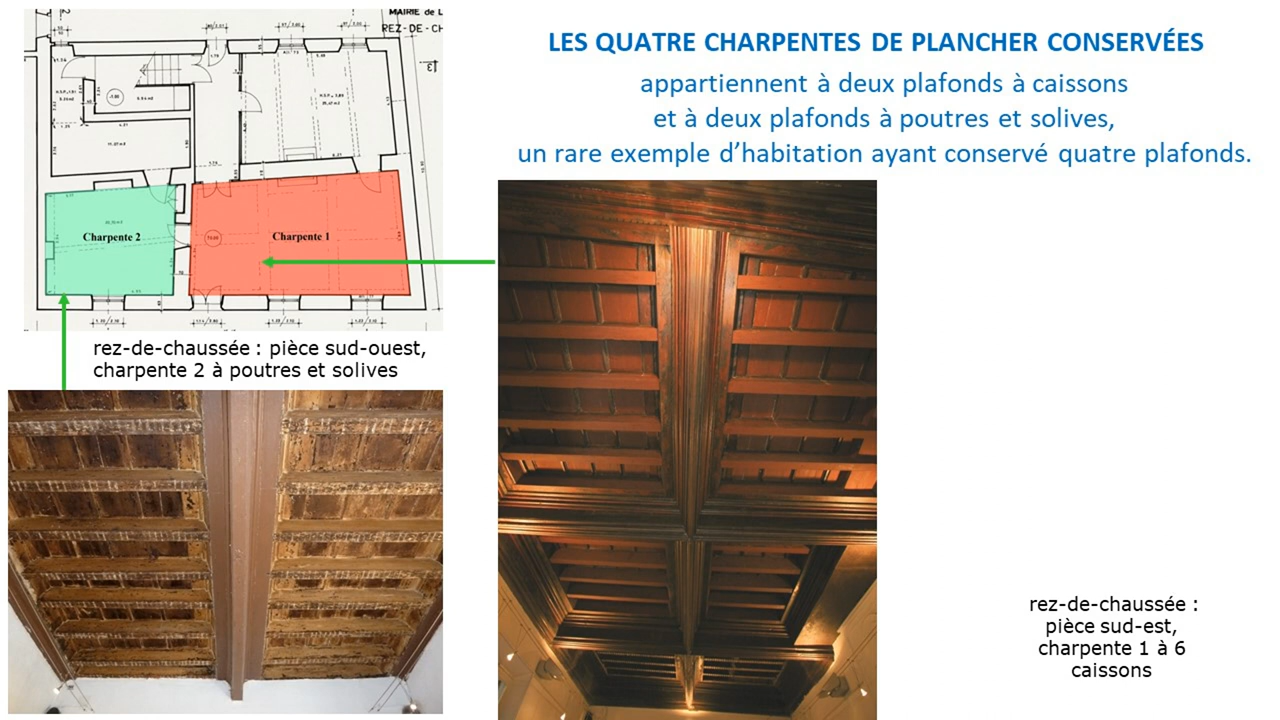 MAIRIE de L
REZ-DE-CH
LES QUATRE CHARPENTES DE PLANCHER CONSERVÉES
appartiennent à deux plafonds à caissons
et à deux plafonds à poutres et solives,
un rare exemple d’habitation ayant conservé quatre plafonds.
Charpente 2
Charpente 1
rez-de-chaussée : pièce sud-ouest,
charpente 2 à poutres et solives
rez-de-chaussée :
pièce sud-est,
charpente 1 à 6
caissons